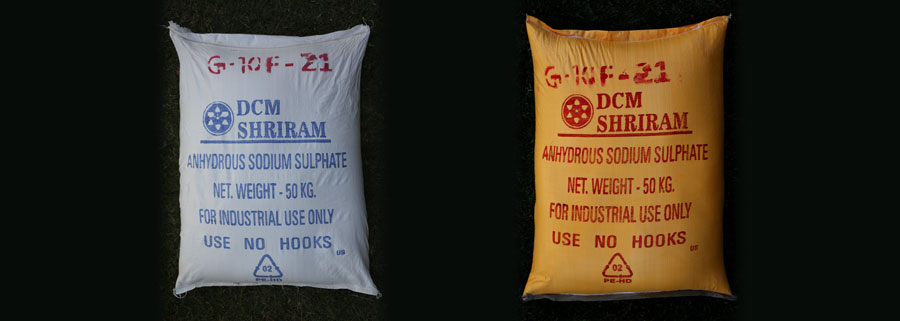 G-10F-21
DCM
SHRIRAM
ANHYDROUS SODIUM SULPHATE
NET. WEIGHT - 50 KG.
FOR INDUSTRIAL USE ONLY
USE NO HOOKS
02
PE-HD
G-10F-21
DCM
SHRIRAM
ANHYDROUS SODIUM SULPHATE
NET. WEIGHT - 50 KG.
FOR INDUSTRIAL USE ONLY
USE NO HOOKS
02
PE-HD